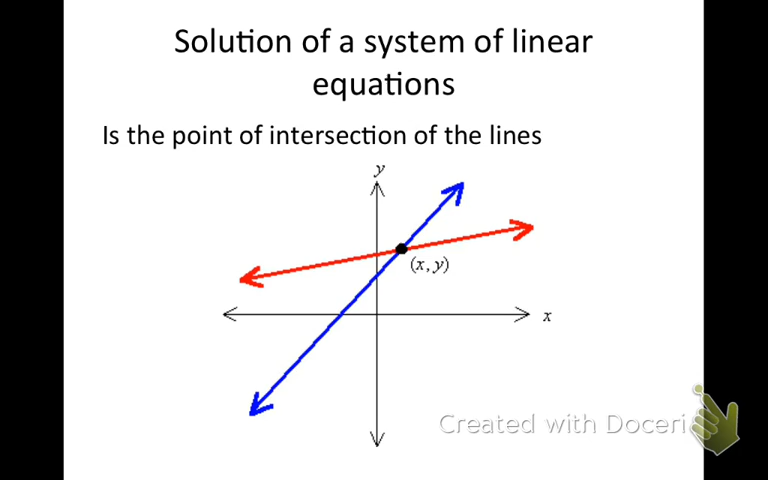 Solution of a system of linear
equations
Is the point of intersection of the lines
y
(x, y)
x
Created with Doceri